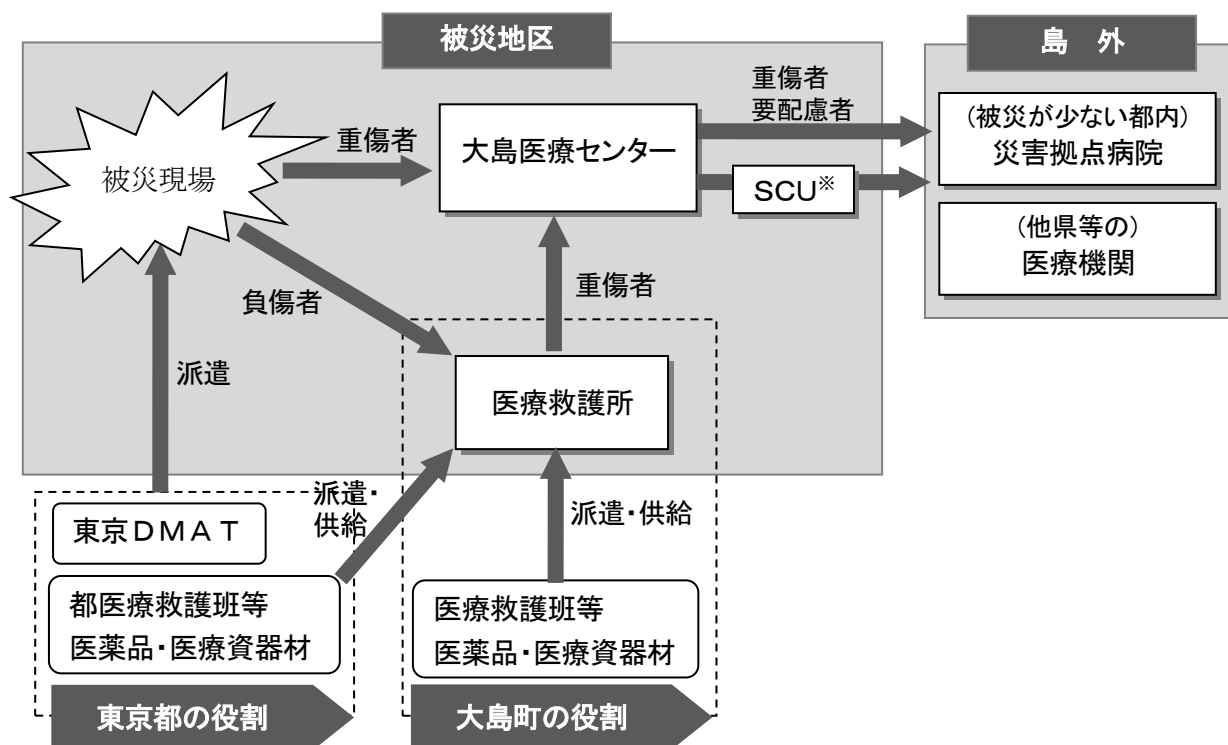 被災地区
島　外
被災現場
重傷者
大島医療センター
重傷者
要配慮者
SCU※
（被災が少ない都内）
災害拠点病院
（他県等の）
医療機関
負傷者
重傷者
派遣
医療救護所
派遣・
供給
派遣・供給
東京ＤＭＡＴ
都医療救護班等
医薬品・医療資器材
医療救護班等
医薬品・医療資器材
東京都の役割
大島町の役割